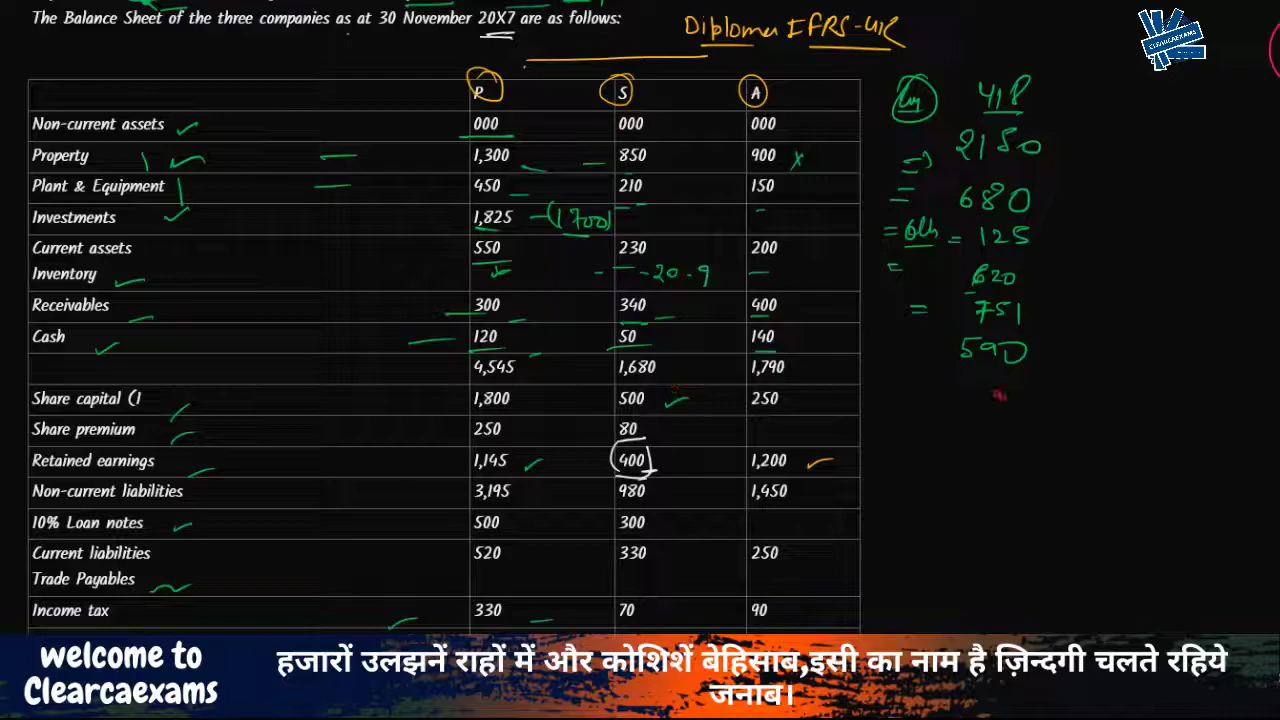 The Balance Sheet of the three companies as at 30 November 20X7 are as follows:
Diploma IFRS-UK
CLEARCAEXAMS
P S A
Non-current assets 000 000 000
Property 1,300 850 900 x
Plant & Equipment 450 210 150
Investments 1,825 -(1700)
Current assets 550 230 200
Inventory - 20 - 9
Receivables 300 340 400
Cash 120 50 140
4,545 1,680 1,790
Share capital (1 1,800 500 250
Share premium 250 80
Retained earnings 1,145 400 1,200
Non-current liabilities 3,195 980 1,450
10% Loan notes 500 300
Current liabilities 520 330 250
Trade Payables
Income tax 330 70 90
=> 2150
= 680
= = 125
= 620
= 751
590
welcome to
Clearcaexams
हजारों उलझनें राहों में और कोशिशें बेहिसाब,इसी का नाम है ज़िन्दगी चलते रहिये
जनाब।